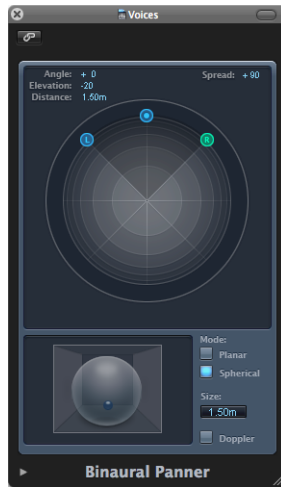 Voices
Angle: + 0 Spread: + 90
Elevation: -20
Distance: 1.50m
L R
Mode:
Planar
Spherical
Size:
1.50m
Doppler
Binaural Panner